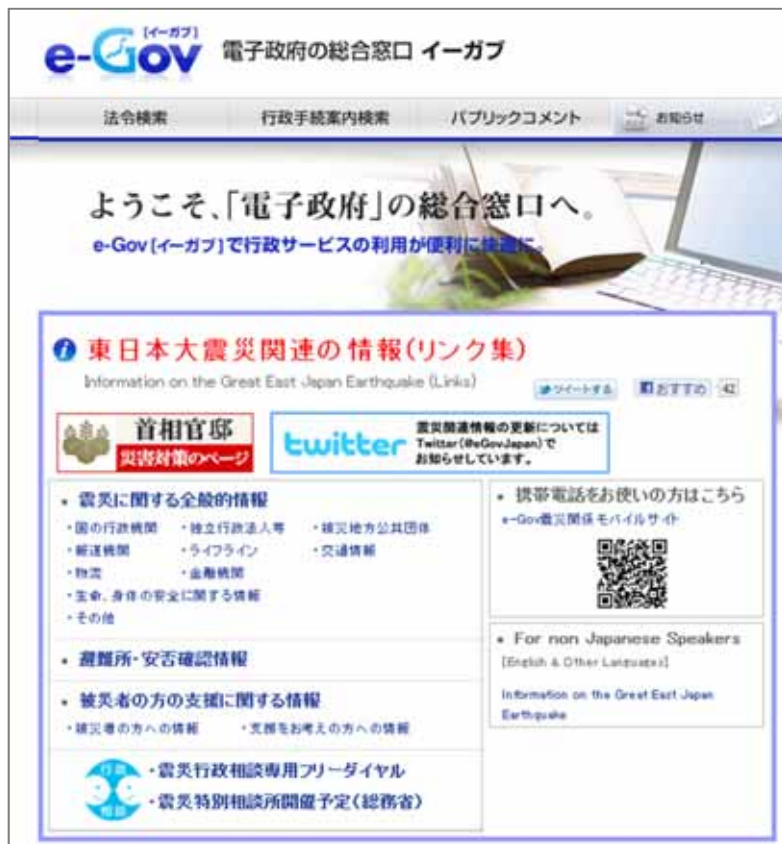 [イーガブ]
e-Gov 電子政府の総合窓口 イーガブ
法令検索 行政手続案内検索 パブリックコメント お知らせ
ようこそ、「電子政府」の総合窓口へ。
e-Gov[イーガブ]で行政サービスの利用が便利に快適に。
東日本大震災関連の情報(リンク集)
Information on the Great East Japan Earthquake (Links)
ツイートする おすすめ 42
首相官邸
災害対策のページ
twitter
震災関連情報の更新については
Twitter(@eGovJapan)で
お知らせしています。
• 震災に関する全般的情報
・国の行政機関 ・独立行政法人等 ・被災地方公共団体
・報道機関 ・ライフライン ・交通情報
・物流 ・金融機関
・生命、身体の安全に関する情報
・その他
• 避難所・安否確認情報
• 被災者の方の支援に関する情報
・被災者の方への情報 ・支援をお考えの方への情報
行政
相談
・震災行政相談専用フリーダイヤル
・震災特別相談所開催予定(総務省)
• 携帯電話をお使いの方はこちら
e-Gov震災関係モバイルサイト
• For non Japanese Speakers
[English & Other Languages]
Information on the Great East Japan
Earthquake